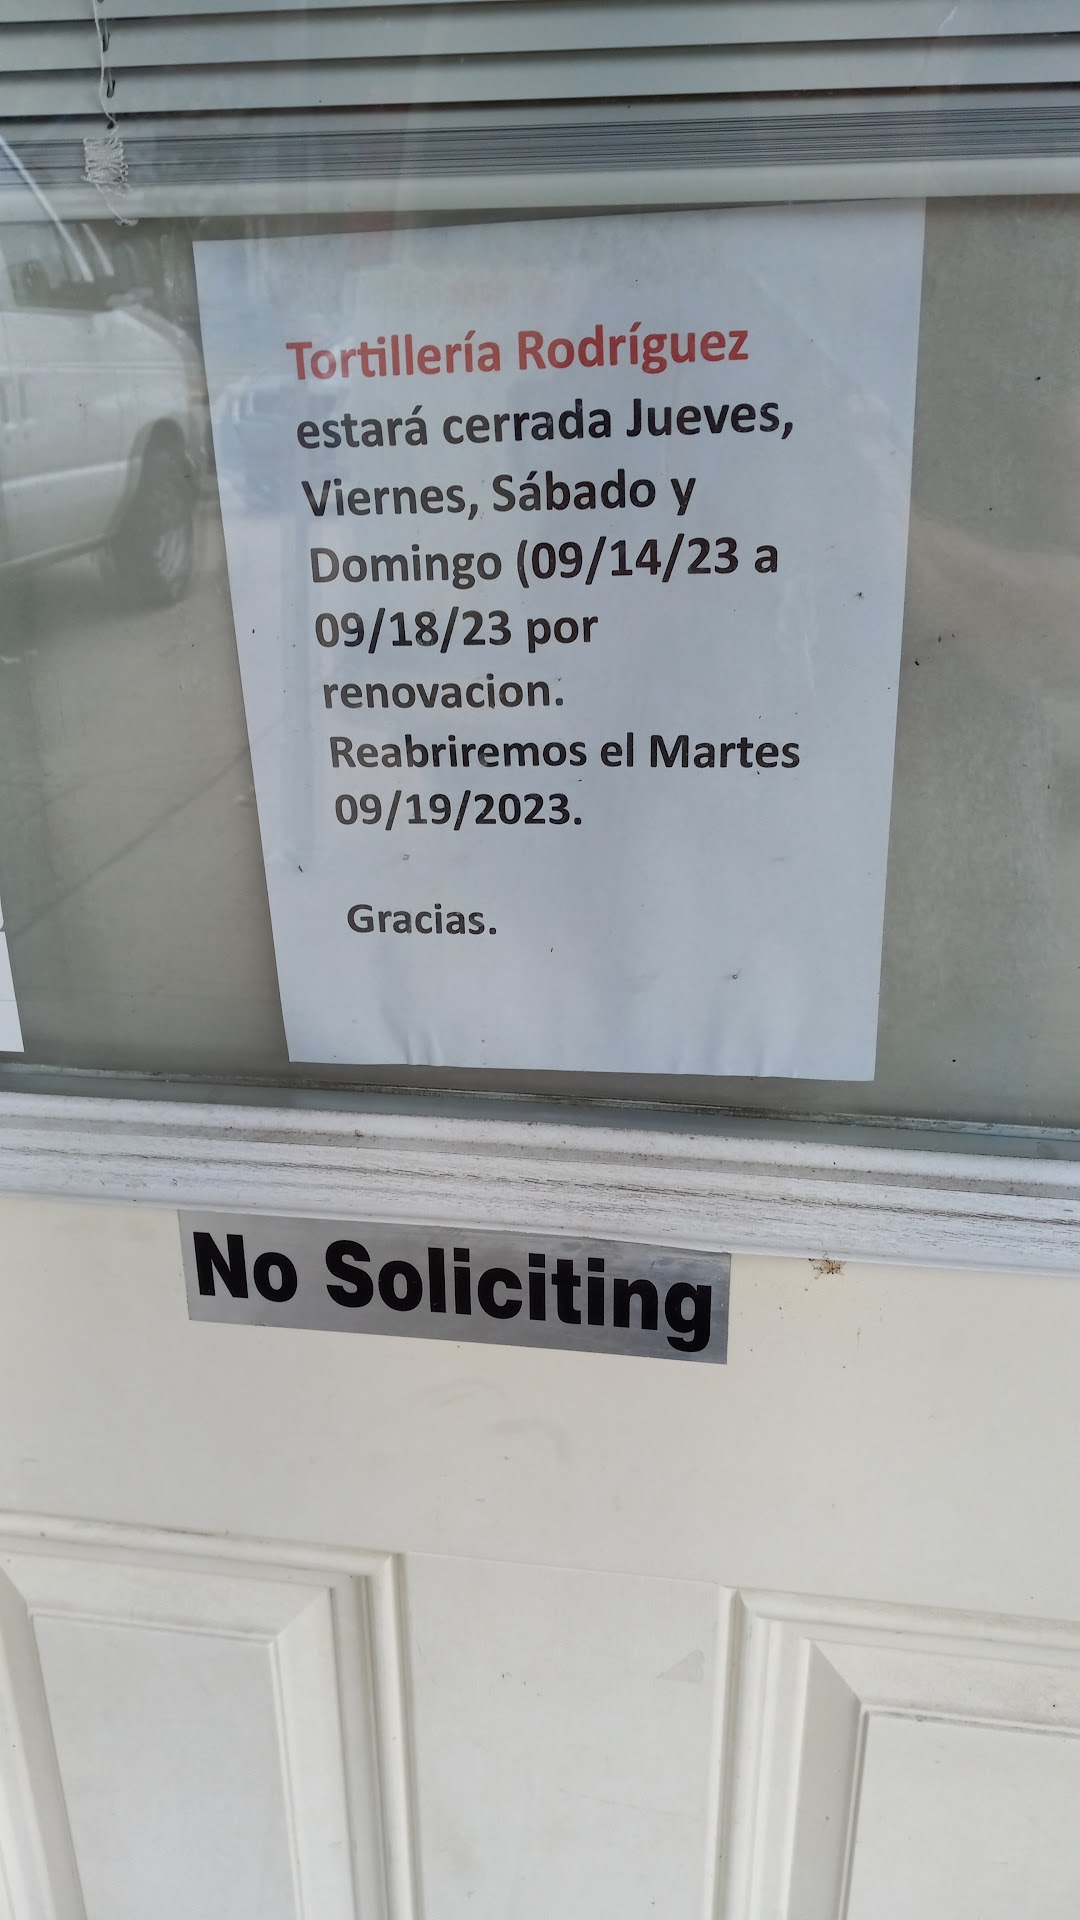 Tortillería Rodríguez
estará cerrada Jueves,
Viernes, Sábado y
Domingo (09/14/23 a
09/18/23 por
renovacion.
Reabriremos el Martes
09/19/2023.
Gracias.
No Soliciting